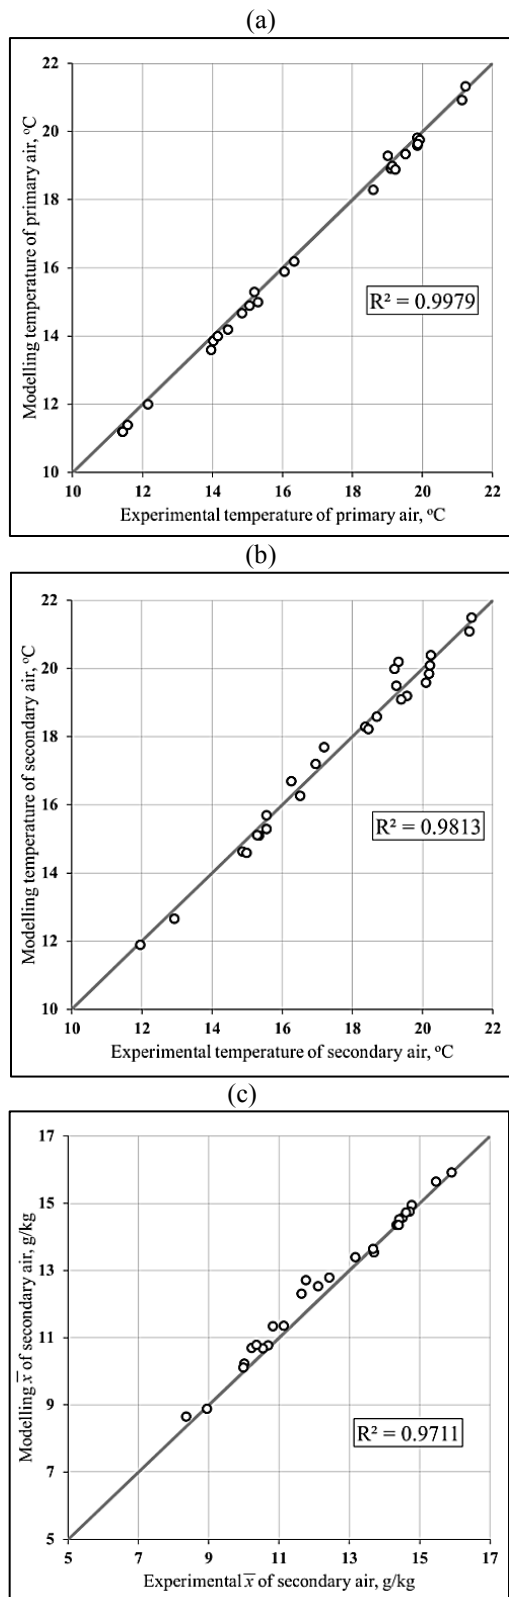 (a)
22
20
18
16
14
12
10
Modelling temperature of primary air, ºC
R² = 0.9979
10 12 14 16 18 20 22
Experimental temperature of primary air, ºC
(b)
22
20
18
16
14
12
10
Modelling temperature of secondary air, ºC
R² = 0.9813
10 12 14 16 18 20 22
Experimental temperature of secondary air, ºC
(c)
17
15
13
11
9
7
5
Modelling x̅ of secondary air, g/kg
R² = 0.9711
5 7 9 11 13 15 17
Experimental x̅ of secondary air, g/kg